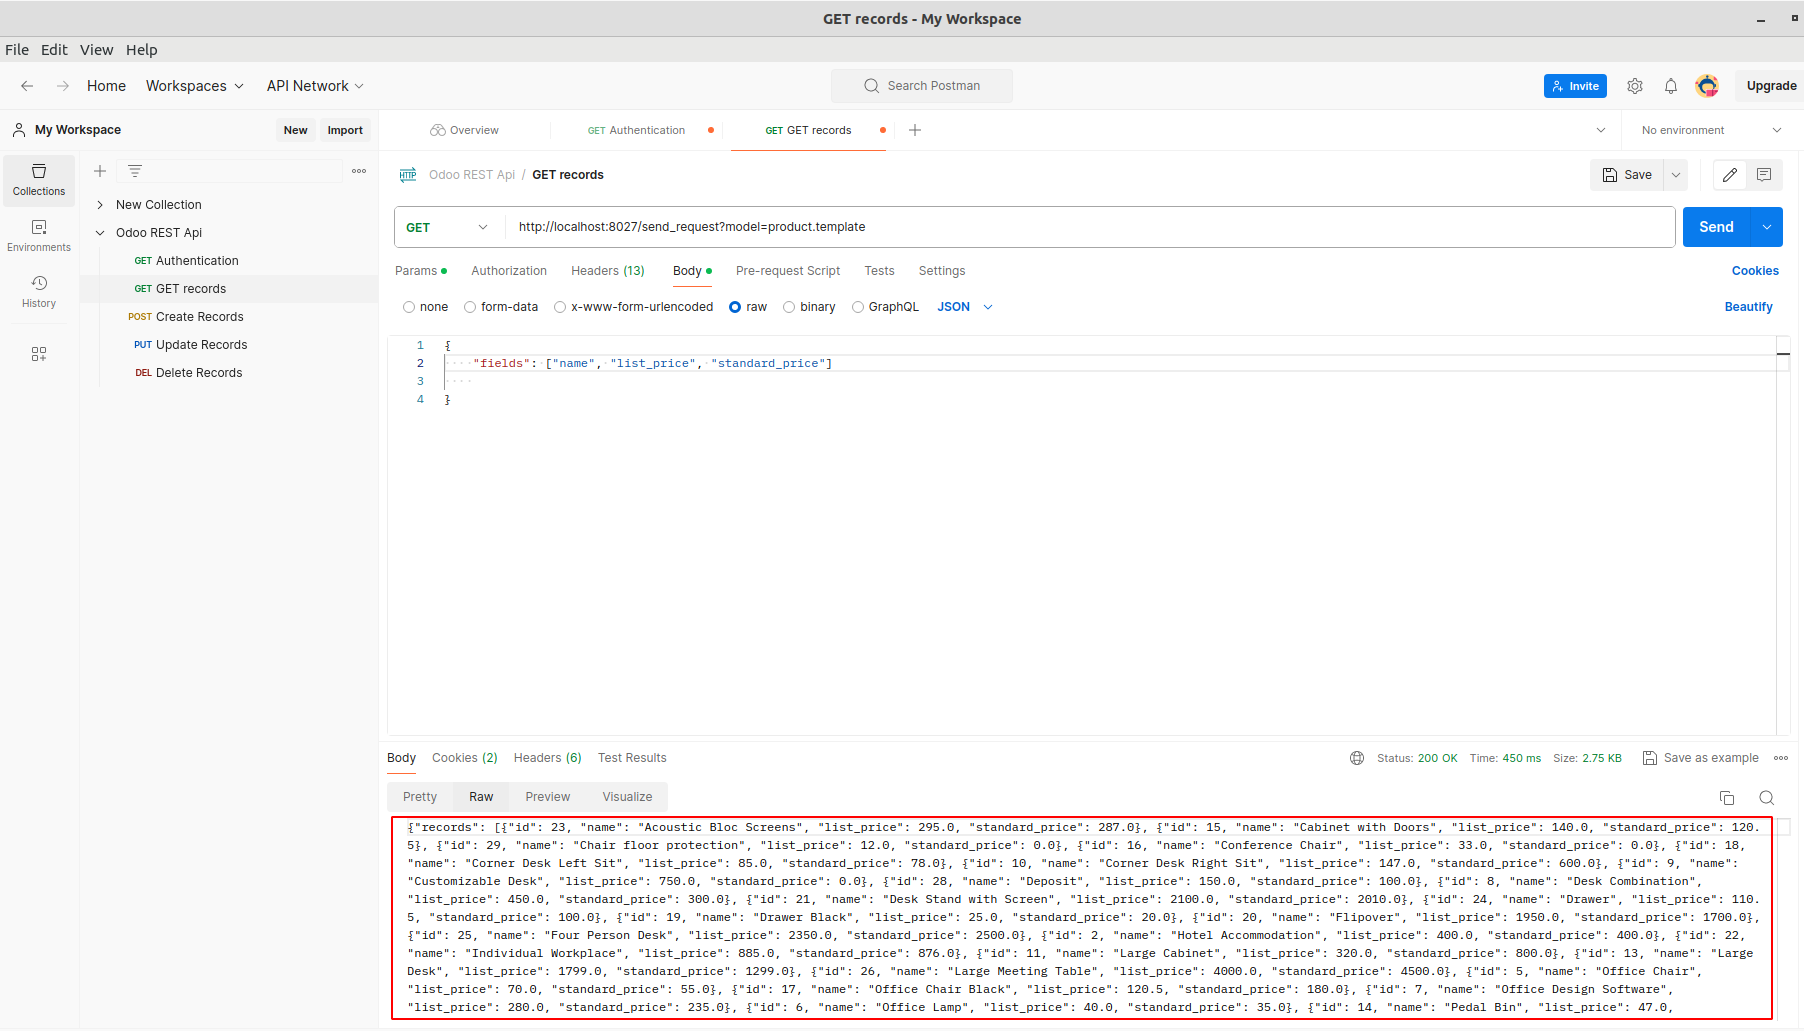 GET records - My Workspace
File Edit View Help
Home Workspaces API Network Search Postman Invite Upgrade
My Workspace New Import Overview GET Authentication GET GET records No environment
Collections
Environments
History
New Collection
Odoo REST Api
GET Authentication
GET GET records
POST Create Records
PUT Update Records
DEL Delete Records
HTTP Odoo REST Api / GET records Save
GET http://localhost:8027/send_request?model=product.template Send
Params Authorization Headers (13) Body Pre-request Script Tests Settings Cookies
none form-data x-www-form-urlencoded raw binary GraphQL JSON Beautify
1 {
2 "fields": ["name", "list_price", "standard_price"]
3
4 }
Body Cookies (2) Headers (6) Test Results Status: 200 OK Time: 450 ms Size: 2.75 KB Save as example
Pretty Raw Preview Visualize
{"records": [{"id": 23, "name": "Acoustic Bloc Screens", "list_price": 295.0, "standard_price": 287.0}, {"id": 15, "name": "Cabinet with Doors", "list_price": 140.0, "standard_price": 120.
5}, {"id": 29, "name": "Chair floor protection", "list_price": 12.0, "standard_price": 0.0}, {"id": 16, "name": "Conference Chair", "list_price": 33.0, "standard_price": 0.0}, {"id": 18,
"name": "Corner Desk Left Sit", "list_price": 85.0, "standard_price": 78.0}, {"id": 10, "name": "Corner Desk Right Sit", "list_price": 147.0, "standard_price": 600.0}, {"id": 9, "name":
"Customizable Desk", "list_price": 750.0, "standard_price": 0.0}, {"id": 28, "name": "Deposit", "list_price": 150.0, "standard_price": 100.0}, {"id": 8, "name": "Desk Combination",
"list_price": 450.0, "standard_price": 300.0}, {"id": 21, "name": "Desk Stand with Screen", "list_price": 2100.0, "standard_price": 2010.0}, {"id": 24, "name": "Drawer", "list_price": 110.
5, "standard_price": 100.0}, {"id": 19, "name": "Drawer Black", "list_price": 25.0, "standard_price": 20.0}, {"id": 20, "name": "Flipover", "list_price": 1950.0, "standard_price": 1700.0},
{"id": 25, "name": "Four Person Desk", "list_price": 2350.0, "standard_price": 2500.0}, {"id": 2, "name": "Hotel Accommodation", "list_price": 400.0, "standard_price": 400.0}, {"id": 22,
"name": "Individual Workplace", "list_price": 885.0, "standard_price": 876.0}, {"id": 11, "name": "Large Cabinet", "list_price": 320.0, "standard_price": 800.0}, {"id": 13, "name": "Large
Desk", "list_price": 1799.0, "standard_price": 1299.0}, {"id": 26, "name": "Large Meeting Table", "list_price": 4000.0, "standard_price": 4500.0}, {"id": 5, "name": "Office Chair",
"list_price": 70.0, "standard_price": 55.0}, {"id": 17, "name": "Office Chair Black", "list_price": 120.5, "standard_price": 180.0}, {"id": 7, "name": "Office Design Software",
"list_price": 280.0, "standard_price": 235.0}, {"id": 6, "name": "Office Lamp", "list_price": 40.0, "standard_price": 35.0}, {"id": 14, "name": "Pedal Bin", "list_price": 47.0,